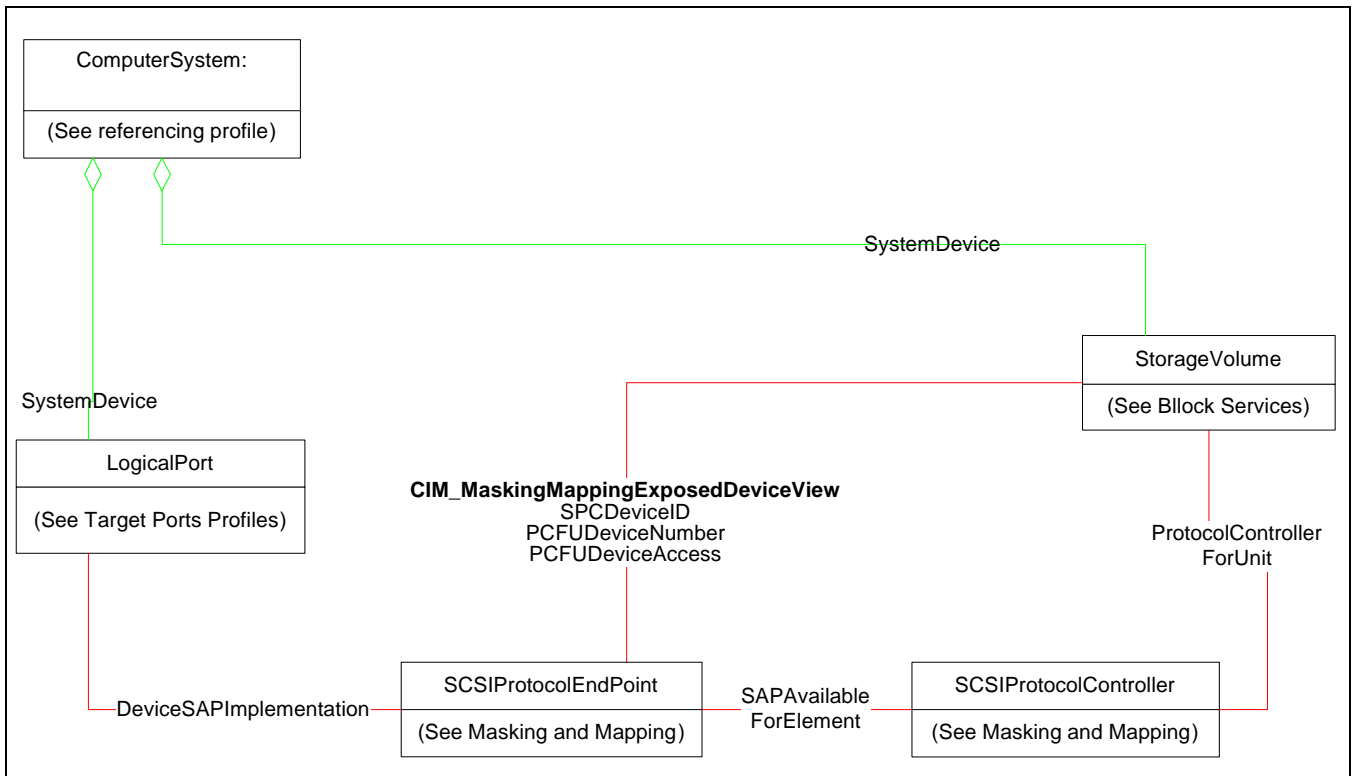 ComputerSystem:
(See referencing profile)
SystemDevice
StorageVolume
(See Bllock Services)
SystemDevice
LogicalPort
(See Target Ports Profiles)
CIM_MaskingMappingExposedDeviceView
SPCDeviceID
PCFUDeviceNumber
PCFUDeviceAccess
ProtocolController
ForUnit
DeviceSAPImplementation
SCSIProtocolEndPoint
(See Masking and Mapping)
SAPAvailable
ForElement
SCSIProtocolController
(See Masking and Mapping)